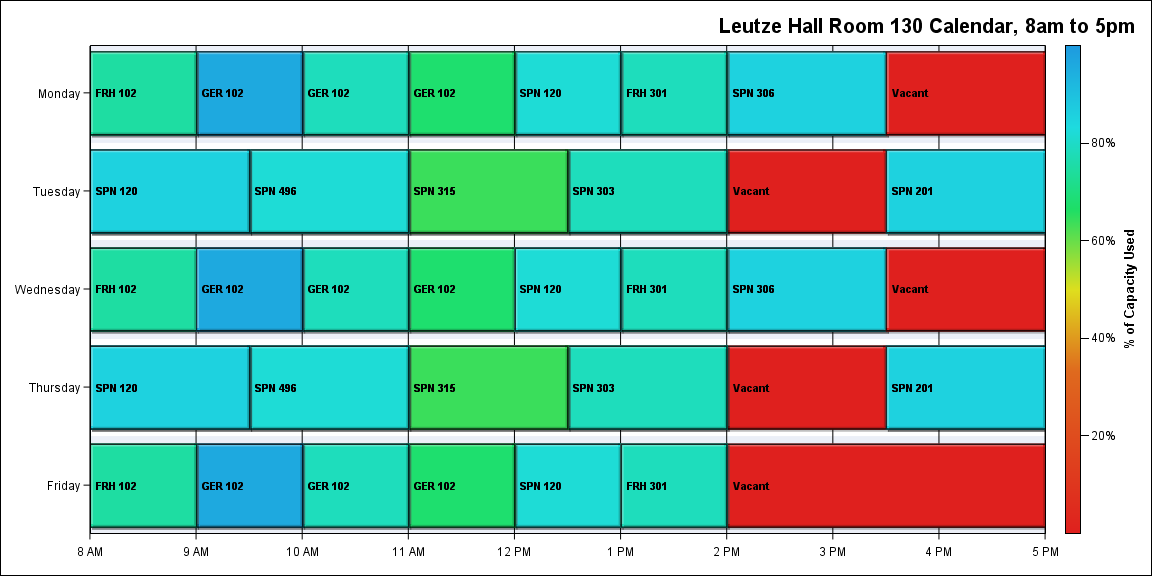 Leutze Hall Room 130 Calendar, 8am to 5pm
Monday
FRH 102
GER 102
GER 102
GER 102
SPN 120
FRH 301
SPN 306
Vacant
Tuesday
SPN 120
SPN 496
SPN 315
SPN 303
Vacant
SPN 201
Wednesday
FRH 102
GER 102
GER 102
GER 102
SPN 120
FRH 301
SPN 306
Vacant
Thursday
SPN 120
SPN 496
SPN 315
SPN 303
Vacant
SPN 201
Friday
FRH 102
GER 102
GER 102
GER 102
SPN 120
FRH 301
Vacant
8 AM
9 AM
10 AM
11 AM
12 PM
1 PM
2 PM
3 PM
4 PM
5 PM
80%
60%
40%
20%
% of Capacity Used